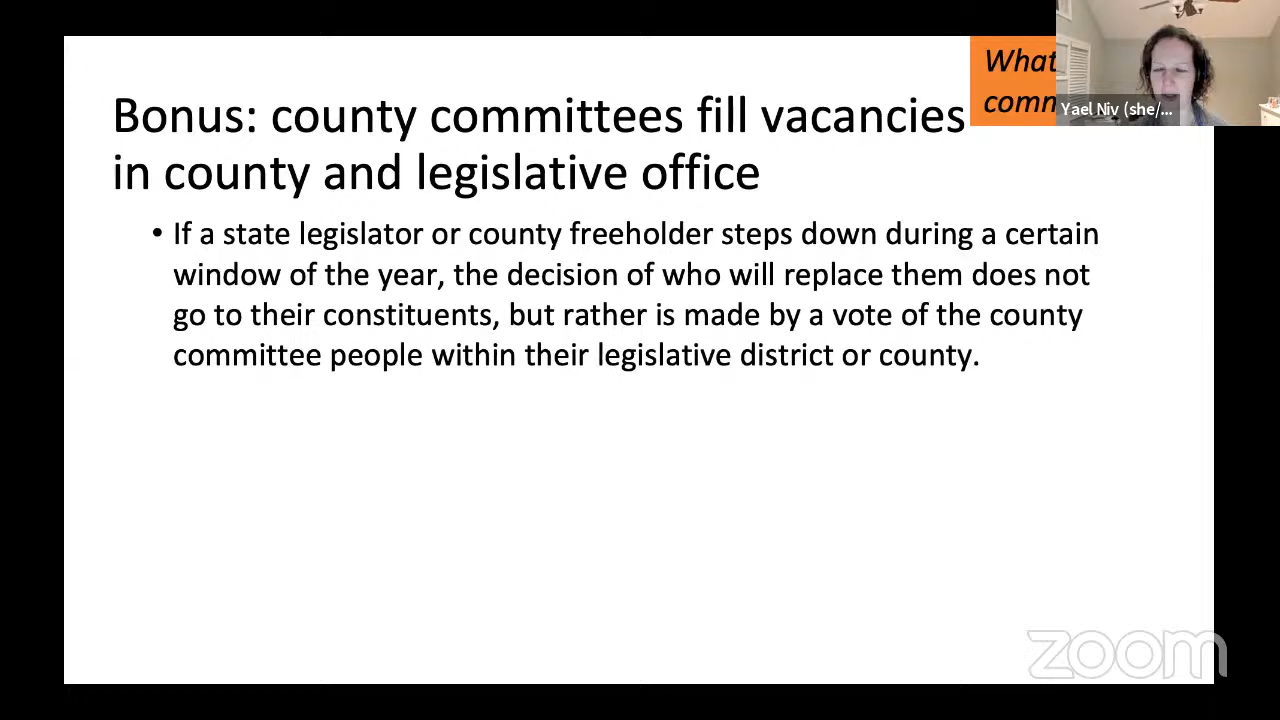 What
comm
Yael Niv (she/...
Bonus: county committees fill vacancies
in county and legislative office
• If a state legislator or county freeholder steps down during a certain
window of the year, the decision of who will replace them does not
go to their constituents, but rather is made by a vote of the county
committee people within their legislative district or county.
zoom